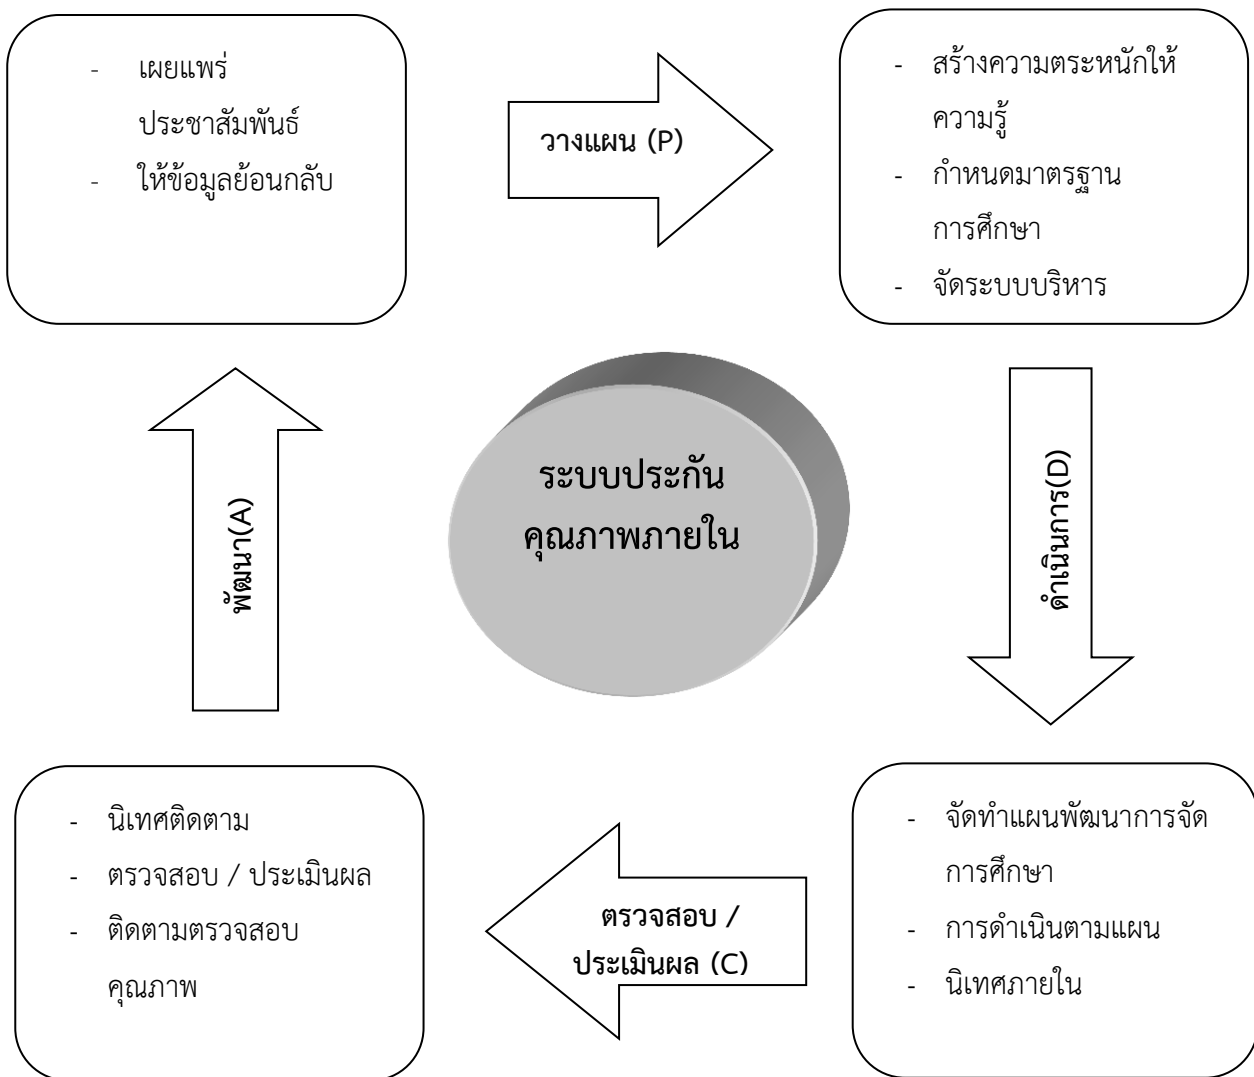 - เผยแพร่
ประชาสัมพันธ์
- ให้ข้อมูลย้อนกลับ
วางแผน (P)
- สร้างความตระหนักให้
ความรู้
- กำหนดมาตรฐาน
การศึกษา
- จัดระบบบริหาร
พัฒนา(A)
ระบบประกัน
คุณภาพภายใน
ดำเนินการ(D)
- นิเทศติดตาม
- ตรวจสอบ / ประเมินผล
- ติดตามตรวจสอบ
คุณภาพ
ตรวจสอบ /
ประเมินผล (C)
- จัดทำแผนพัฒนาการจัด
การศึกษา
- การดำเนินตามแผน
- นิเทศภายใน